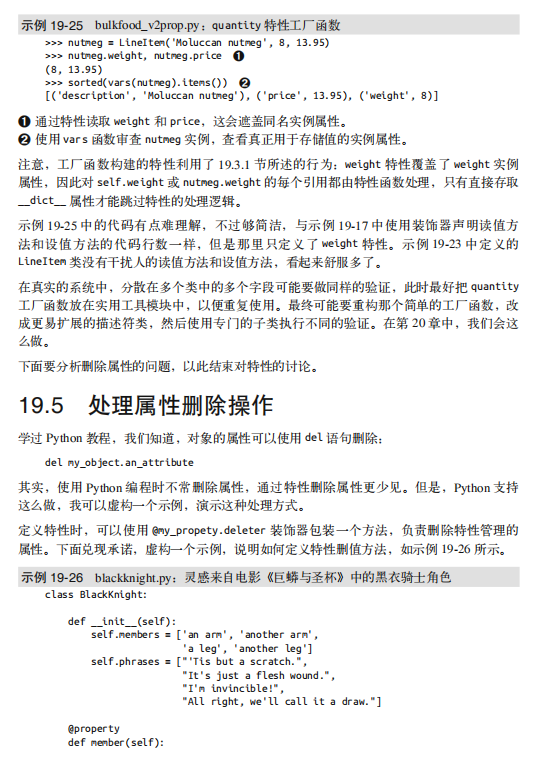 示例 19-25 bulkfood_v2prop.py：quantity 特性工厂函数
>>> nutmeg = LineItem('Moluccan nutmeg', 8, 13.95)
>>> nutmeg.weight, nutmeg.price ❶
(8, 13.95)
>>> sorted(vars(nutmeg).items()) ❷
[('description', 'Moluccan nutmeg'), ('price', 13.95), ('weight', 8)]
❶ 通过特性读取 weight 和 price，这会遮盖同名实例属性。
❷ 使用 vars 函数审查 nutmeg 实例，查看真正用于存储值的实例属性。
注意，工厂函数构建的特性利用了 19.3.1 节所述的行为：weight 特性覆盖了 weight 实例
属性，因此对 self.weight 或 nutmeg.weight 的每个引用都由特性函数处理，只有直接存取
__dict__ 属性才能跳过特性的处理逻辑。
示例 19-25 中的代码有点难理解，不过够简洁，与示例 19-17 中使用装饰器声明读值方
法和设值方法的代码行数一样，但是那里只定义了 weight 特性。示例 19-23 中定义的
LineItem 类没有干扰人的读值方法和设值方法，看起来舒服多了。
在真实的系统中，分散在多个类中的多个字段可能要做同样的验证，此时最好把 quantity
工厂函数放在实用工具模块中，以便重复使用。最终可能要重构那个简单的工厂函数，改
成更易扩展的描述符类，然后使用专门的子类执行不同的验证。在第 20 章中，我们会这
么做。
下面要分析删除属性的问题，以此结束对特性的讨论。
19.5 处理属性删除操作
学过 Python 教程，我们知道，对象的属性可以使用 del 语句删除：
del my_object.an_attribute
其实，使用 Python 编程时不常删除属性，通过特性删除属性更少见。但是，Python 支持
这么做，我可以虚构一个示例，演示这种处理方式。
定义特性时，可以使用 @my_propety.deleter 装饰器包装一个方法，负责删除特性管理的
属性。下面兑现承诺，虚构一个示例，说明如何定义特性删值方法，如示例 19-26 所示。
示例 19-26 blackknight.py：灵感来自电影《巨蟒与圣杯》中的黑衣骑士角色
class BlackKnight:
def __init__(self):
self.members = ['an arm', 'another arm',
'a leg', 'another leg']
self.phrases = ["'Tis but a scratch.",
"It's just a flesh wound.",
"I'm invincible!",
"All right, we'll call it a draw."]
@property
def member(self):